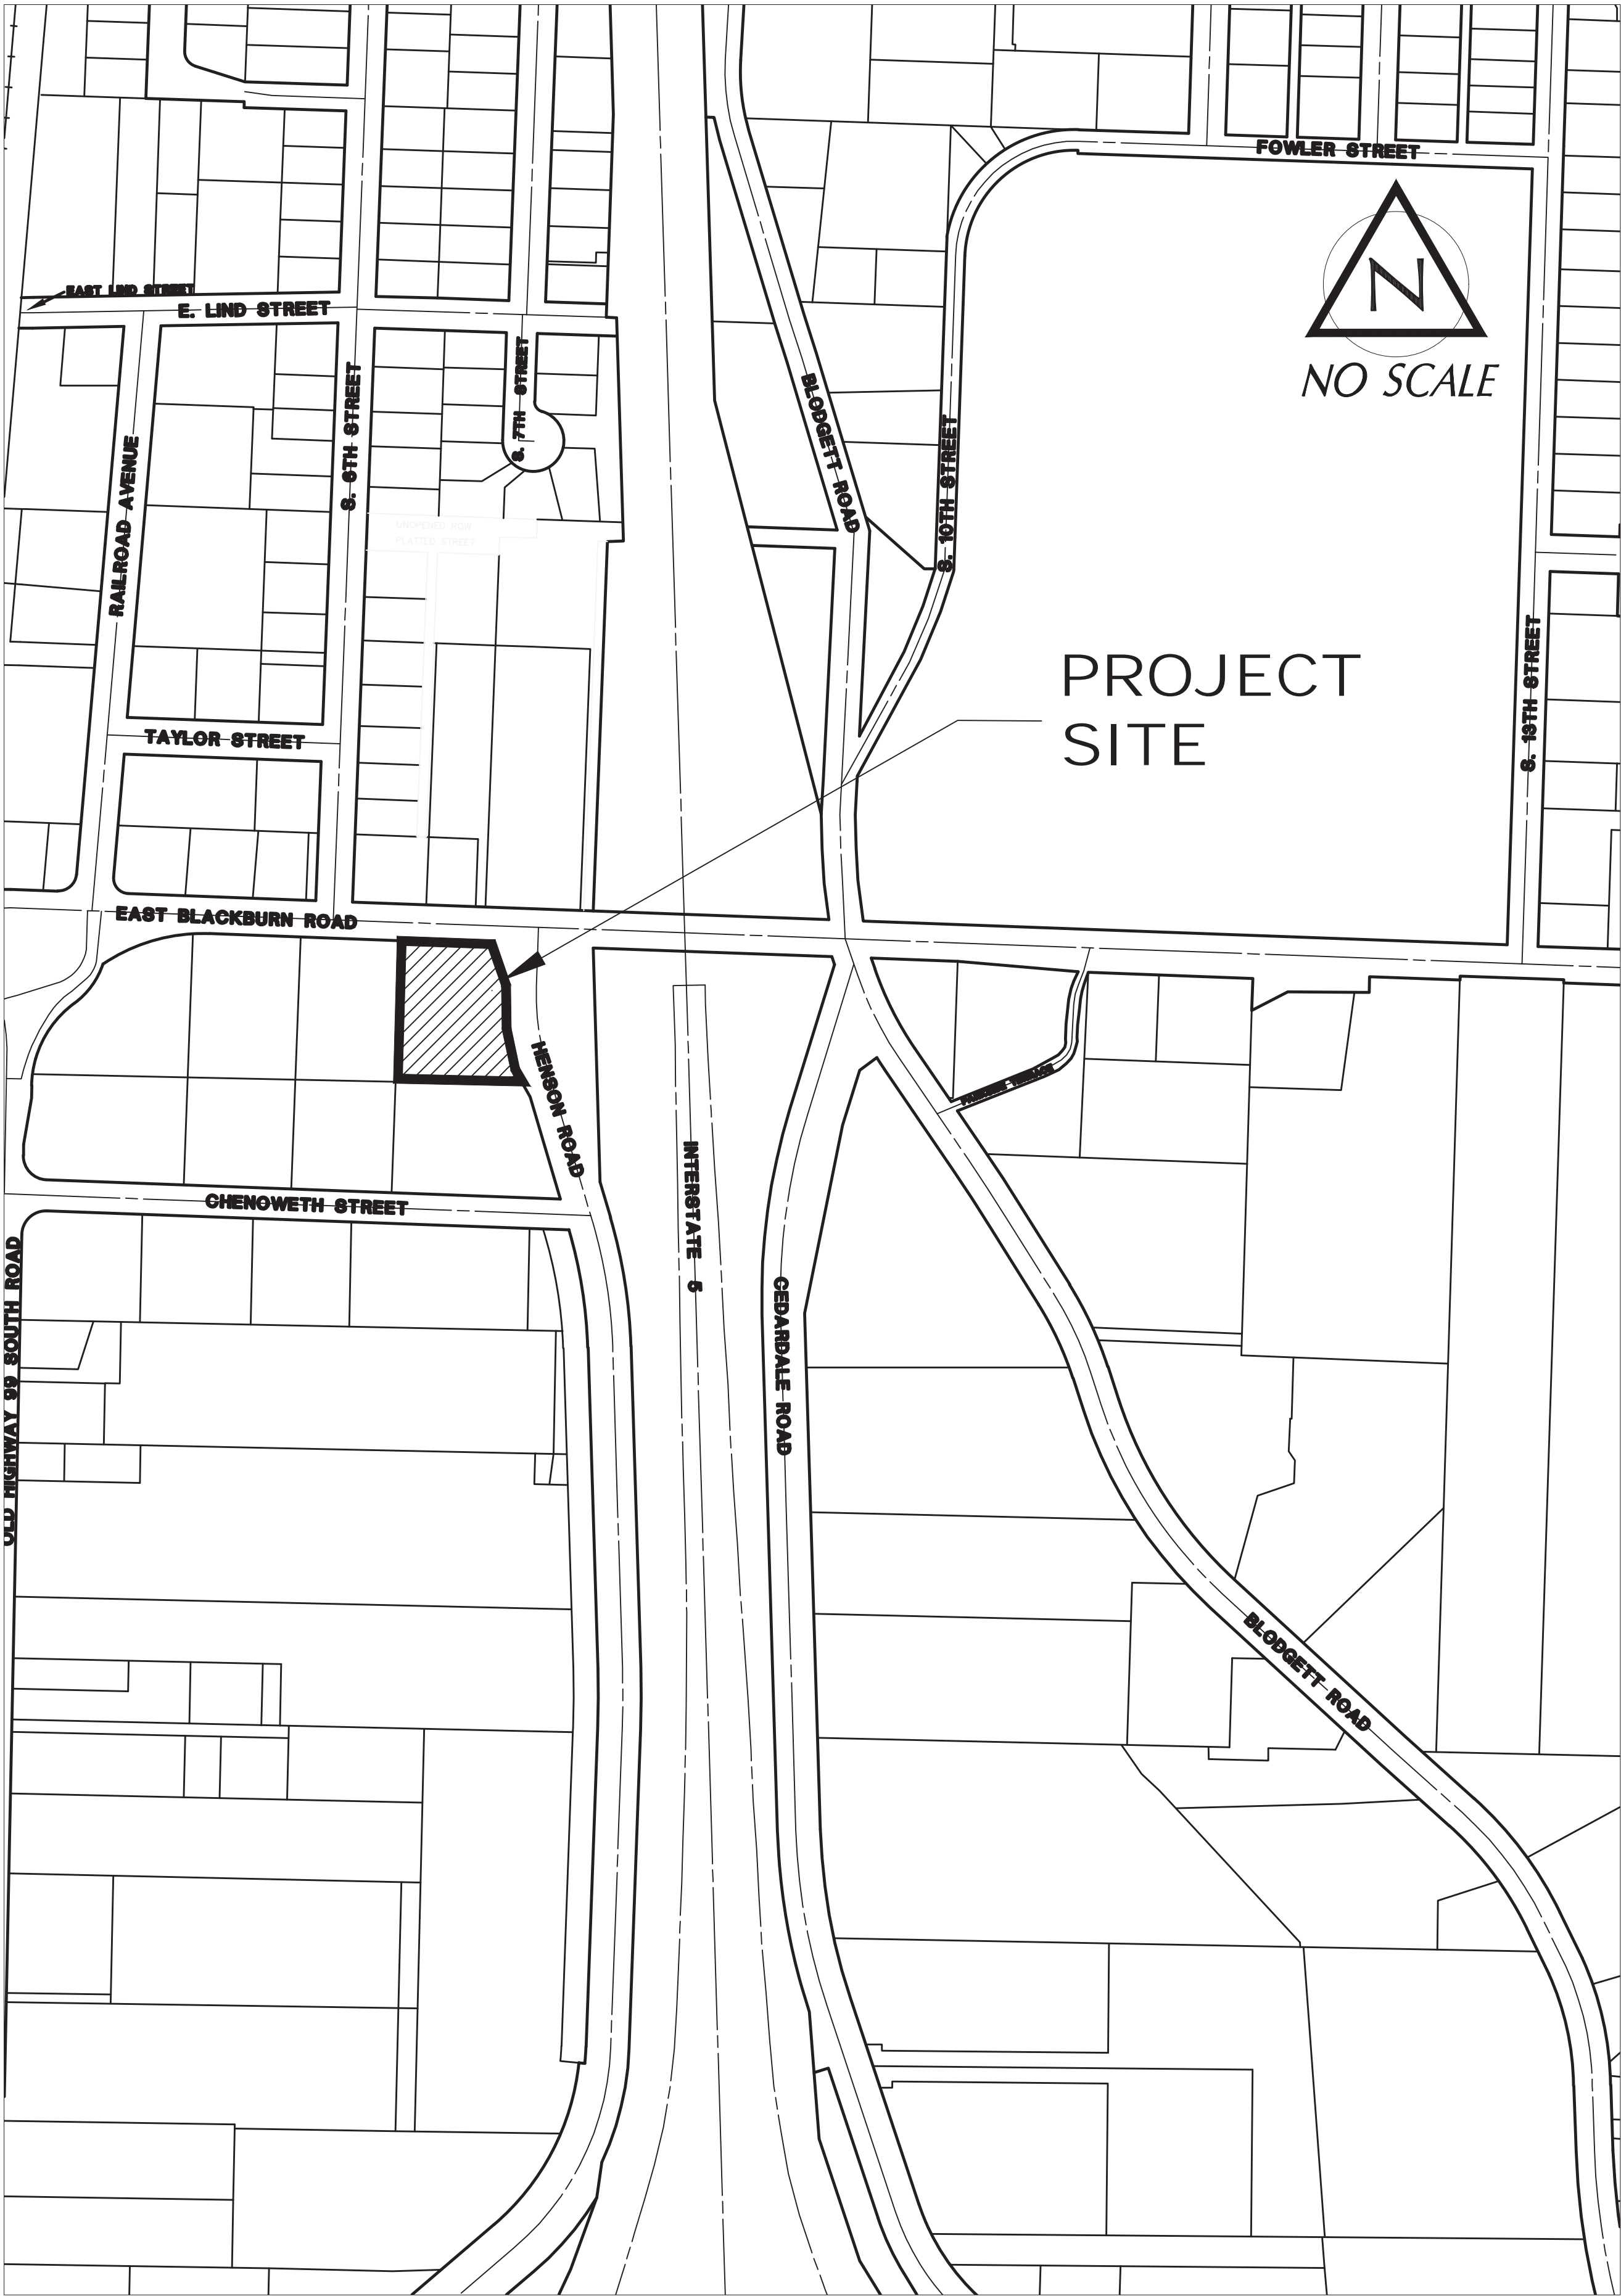 FOWLER STREET
N
NO SCALE
EAST LIND STREET
E. LIND STREET
S. 6TH STREET
S. 7TH STREET
RAILROAD AVENUE
BLODGETT ROAD
S. 10TH STREET
UNOPENED ROW
PLATTED STREET
PROJECT
SITE
S. 13TH STREET
TAYLOR STREET
EAST BLACKBURN ROAD
HENSON ROAD
INTERSTATE 5
CHENOWETH STREET
OLD HIGHWAY 99 SOUTH ROAD
CEDARDALE ROAD
BLODGETT ROAD